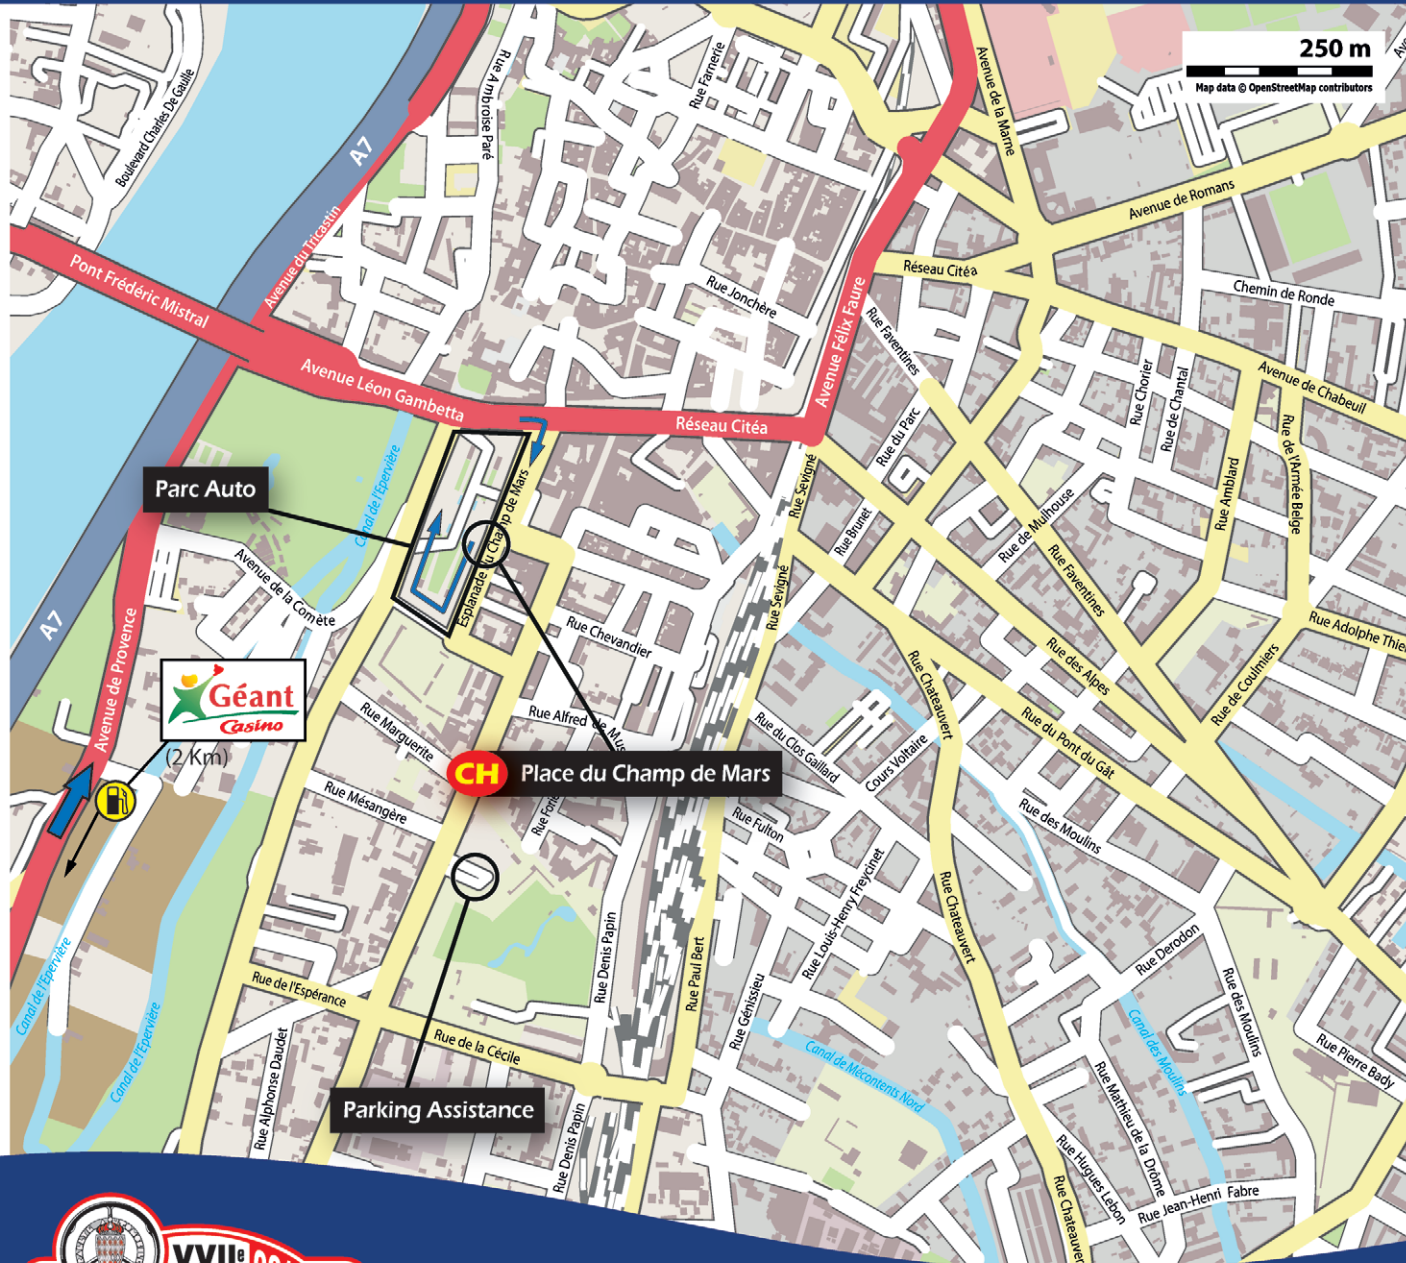 250 m
Map data © OpenStreetMap contributors
Boulevard Charles De Gaulle
Rue Ambroise Paré
Rue Farnerie
Avenue de la Marne
A7
Avenue de Romans
Avenue du Tricastin
Pont Frédéric Mistral
Réseau Citéa
Rue Jonchère
Chemin de Ronde
Avenue Félix Faure
Rue Faventines
Avenue Léon Gambetta
Réseau Citéa
Avenue de Chabeuil
Rue Chorier
Rue de Chantal
Rue du Parc
Rue de l'Armée Belge
Rue Amblard
Parc Auto
Canal de l'Epervière
Esplanade du Champ de Mars
Rue Sevigné
Rue Brunet
Rue de Mulhouse
Rue Faventines
Avenue de la Comète
Rue Sevigné
A7
Avenue de Provence
Rue Chevandier
Rue Adolphe Thie
Rue des Alpes
Rue de Coulmiers
Géant
Casino
(2 Km)
Rue Chateauvert
Rue Marguerite
Rue Alfred de Mus
Rue du Clos Gaillard
Cours Voltaire
Rue du Pont du Gât
CH
Place du Champ de Mars
Rue Mésangère
Rue Fore
Rue Fulton
Rue des Moulins
Rue Louis-Henry Freycinet
Rue Chateauvert
Rue Denis Papin
Rue Paul Bert
Rue Derodon
Canal de l'Epervière
Rue de l'Espérance
Rue Génissieu
Rue des Moulins
Canal de l'Epervière
Rue de la Cécile
Canal de Mécontents Nord
Canal des Moulins
Rue Pierre Bady
Rue Alphonse Daudet
Parking Assistance
Rue Denis Papin
Rue Mathieu de la Drôme
Rue Hugues Lebon
Rue Jean-Henri Fabre
Rue Chateauver
XVIIe